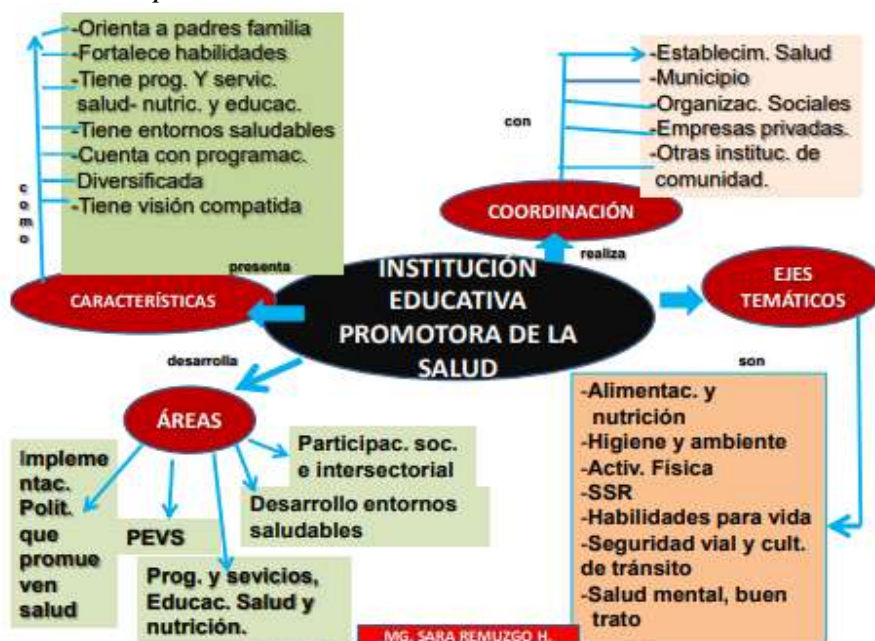 -Orienta a padres familia
-Fortalece habilidades
-Tiene prog. Y servic.
salud- nutric. y educac.
-Tiene entornos saludables
-Cuenta con programac.
Diversificada
-Tiene visión compatida
como
presenta
CARACTERÍSTICAS
con
-Establecim. Salud
-Municipio
-Organizac. Sociales
-Empresas privadas.
-Otras instituc. de
comunidad.
COORDINACIÓN
realiza
INSTITUCIÓN
EDUCATIVA
PROMOTORA DE LA
SALUD
EJES
TEMÁTICOS
son
-Alimentac. y
nutrición
-Higiene y ambiente
-Activ. Física
-SSR
-Habilidades para vida
-Seguridad vial y cult.
de tránsito
-Salud mental, buen
trato
desarrolla
ÁREAS
Impleme
ntac.
Polit.
que
promue
ven
salud
PEVS
Prog. y sevicios,
Educac. Salud y
nutrición.
Desarrollo entornos
saludables
Participac. soc.
e intersectorial
MG. SARA REMUZGO H.